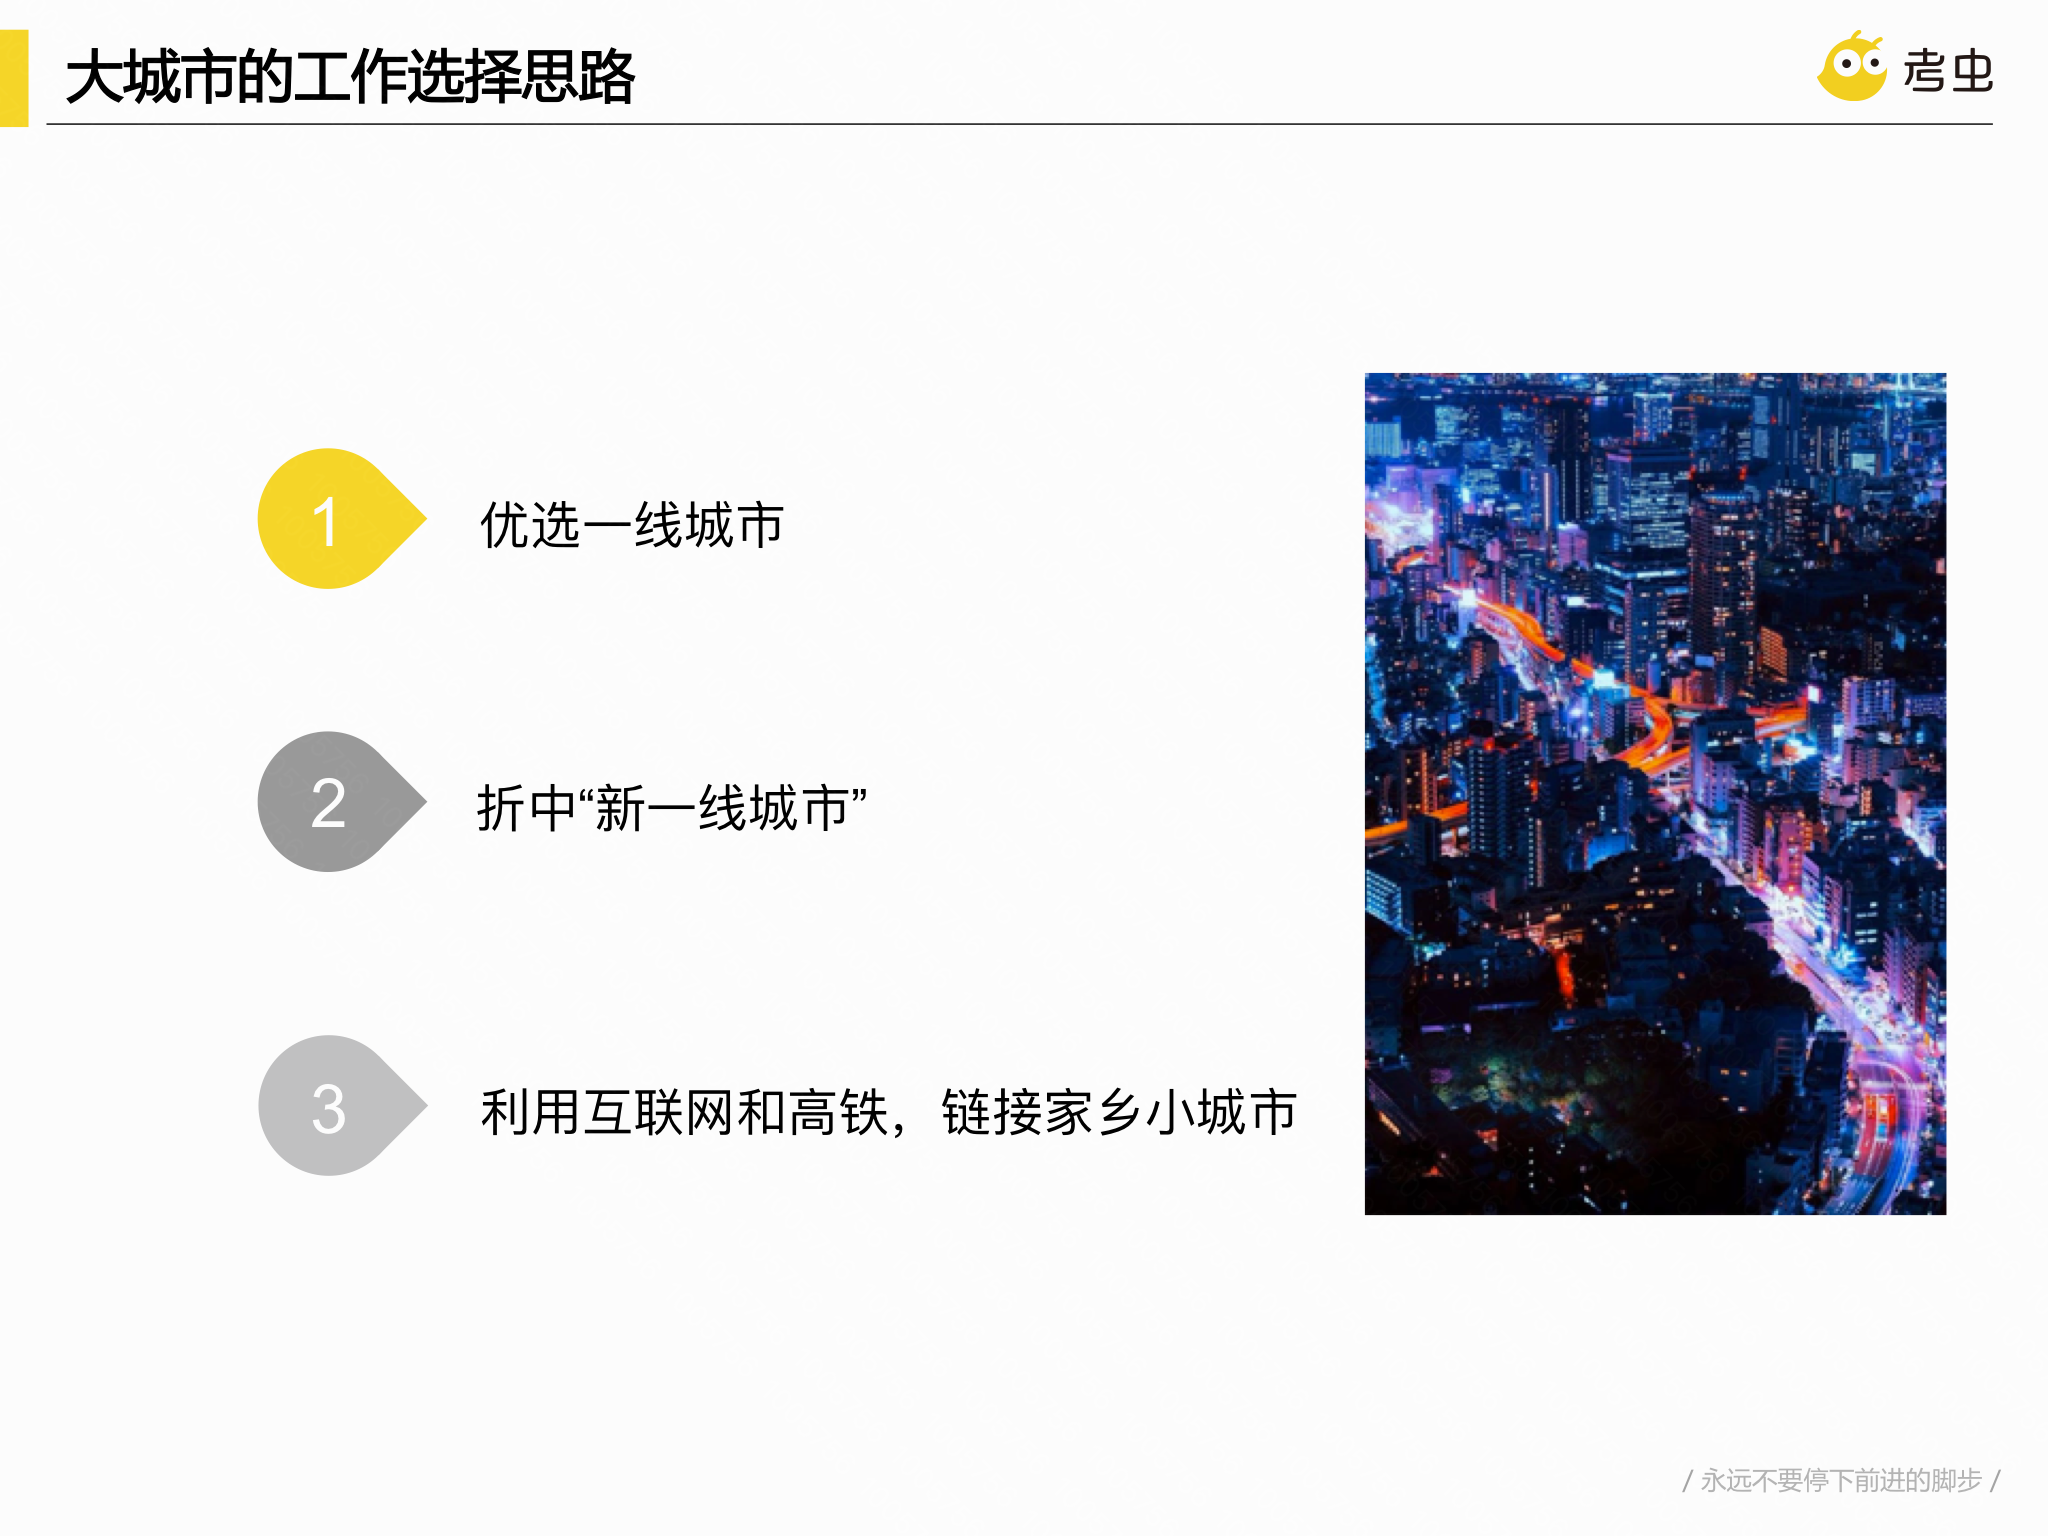 大城市的工作选择思路
考虫
1
优选一线城市
2
折中“新一线城市”
3
利用互联网和高铁，链接家乡小城市
/ 永远不要停下前进的脚步 /